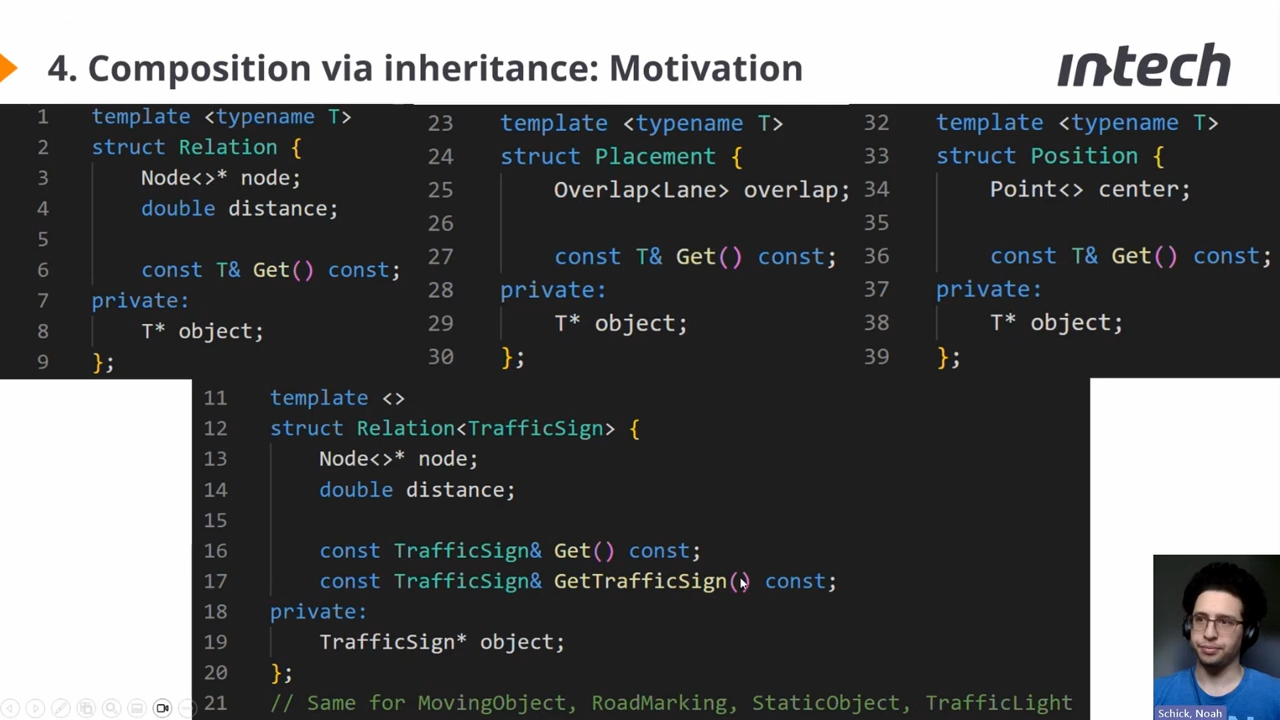 4. Composition via inheritance: Motivation
intech
1 template <typename T>
2 struct Relation {
3 Node<>* node;
4 double distance;
5
6 const T& Get() const;
7 private:
8 T* object;
9 };
23 template <typename T>
24 struct Placement {
25 Overlap<Lane> overlap;
26
27 const T& Get() const;
28 private:
29 T* object;
30 };
32 template <typename T>
33 struct Position {
34 Point<> center;
35
36 const T& Get() const;
37 private:
38 T* object;
39 };
11 template <>
12 struct Relation<TrafficSign> {
13 Node<>* node;
14 double distance;
15
16 const TrafficSign& Get() const;
17 const TrafficSign& GetTrafficSign() const;
18 private:
19 TrafficSign* object;
20 };
21 // Same for MovingObject, RoadMarking, StaticObject, TrafficLight
Schick, Noah